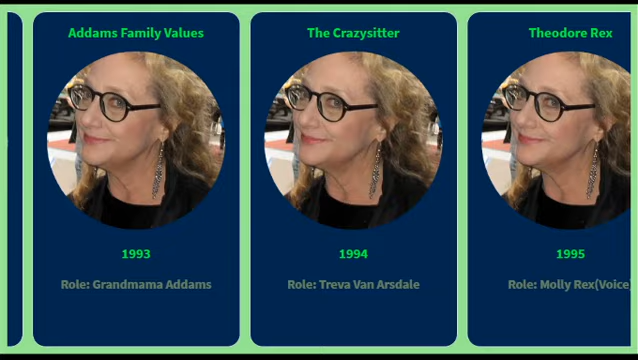 Addams Family Values
1993
Role: Grandmama Addams
The Crazysitter
1994
Role: Treva Van Arsdale
Theodore Rex
1995
Role: Molly Rex(Voice